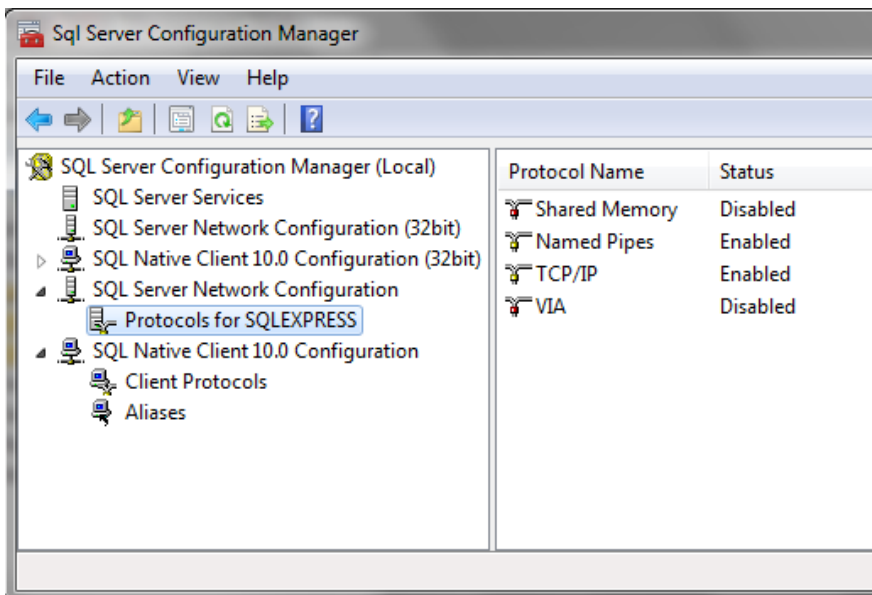 Sql Server Configuration Manager
File Action View Help
SQL Server Configuration Manager (Local)
SQL Server Services
SQL Server Network Configuration (32bit)
SQL Native Client 10.0 Configuration (32bit)
SQL Server Network Configuration
Protocols for SQLEXPRESS
SQL Native Client 10.0 Configuration
Client Protocols
Aliases
Protocol Name Status
Shared Memory Disabled
Named Pipes Enabled
TCP/IP Enabled
VIA Disabled